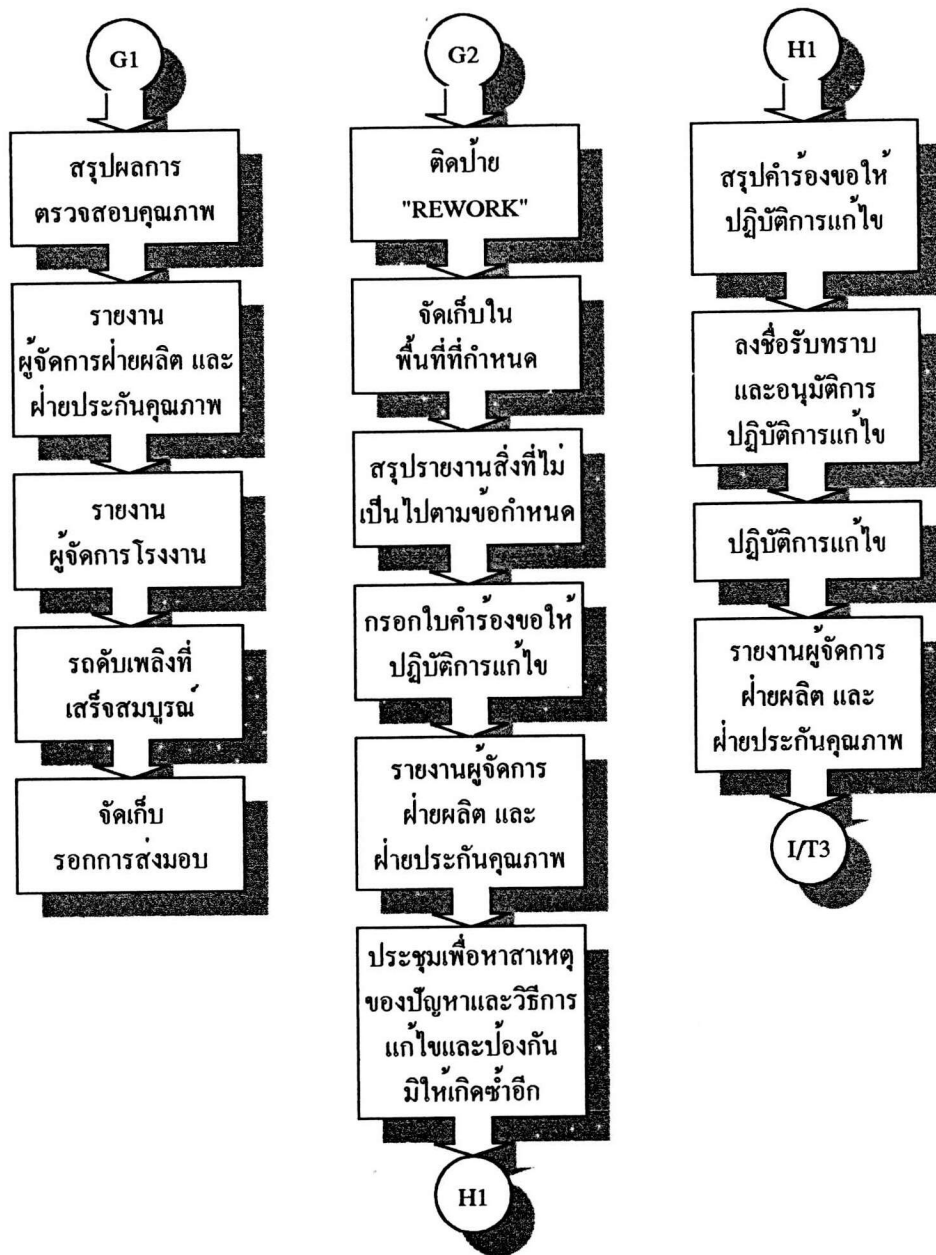 G1
สรุปผลการ
ตรวจสอบคุณภาพ
รายงาน
ผู้จัดการฝ่ายผลิต และ
ฝ่ายประกันคุณภาพ
รายงาน
ผู้จัดการโรงงาน
รถดับเพลิงที่
เสร็จสมบูรณ์
จัดเก็บ
รอกการส่งมอบ
G2
ติดป้าย
"REWORK"
จัดเก็บใน
พื้นที่ที่กำหนด
สรุปรายงานสิ่งที่ไม่
เป็นไปตามข้อกำหนด
กรอกใบคำร้องขอให้
ปฏิบัติการแก้ไข
รายงานผู้จัดการ
ฝ่ายผลิต และ
ฝ่ายประกันคุณภาพ
ประชุมเพื่อหาสาเหตุ
ของปัญหาและวิธีการ
แก้ไขและป้องกัน
มิให้เกิดซ้ำอีก
H1
H1
สรุปคำร้องขอให้
ปฏิบัติการแก้ไข
ลงชื่อรับทราบ
และอนุมัติการ
ปฏิบัติการแก้ไข
ปฏิบัติการแก้ไข
รายงานผู้จัดการ
ฝ่ายผลิต และ
ฝ่ายประกันคุณภาพ
I/T3